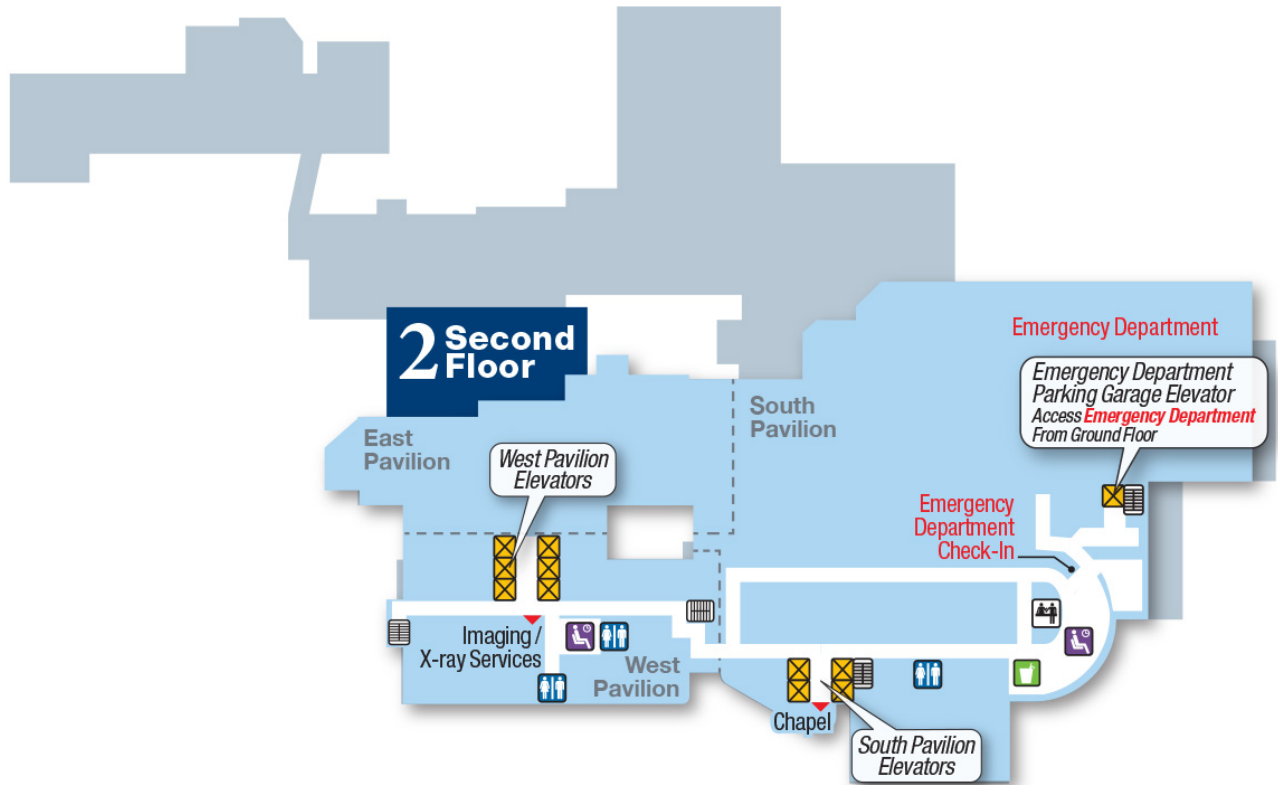 2 Second
Floor
Emergency Department
Emergency Department
Parking Garage Elevator
Access Emergency Department
From Ground Floor
South
Pavilion
East
Pavilion
West Pavilion
Elevators
Emergency
Department
Check-In
Imaging /
X-ray Services
West
Pavilion
Chapel
South Pavilion
Elevators